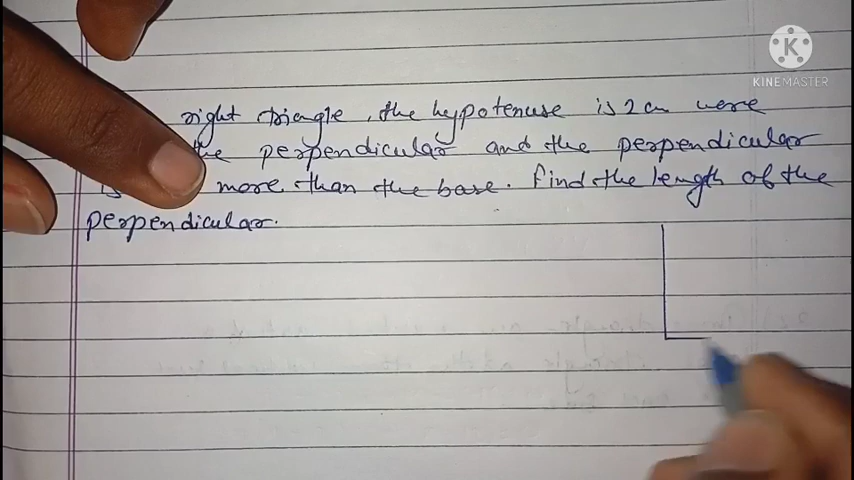 KINEMASTER
right triangle, the hypotenuse is 2 cm were
the perpendicular and the perpendicular
more than the base. Find the length of the
perpendicular.